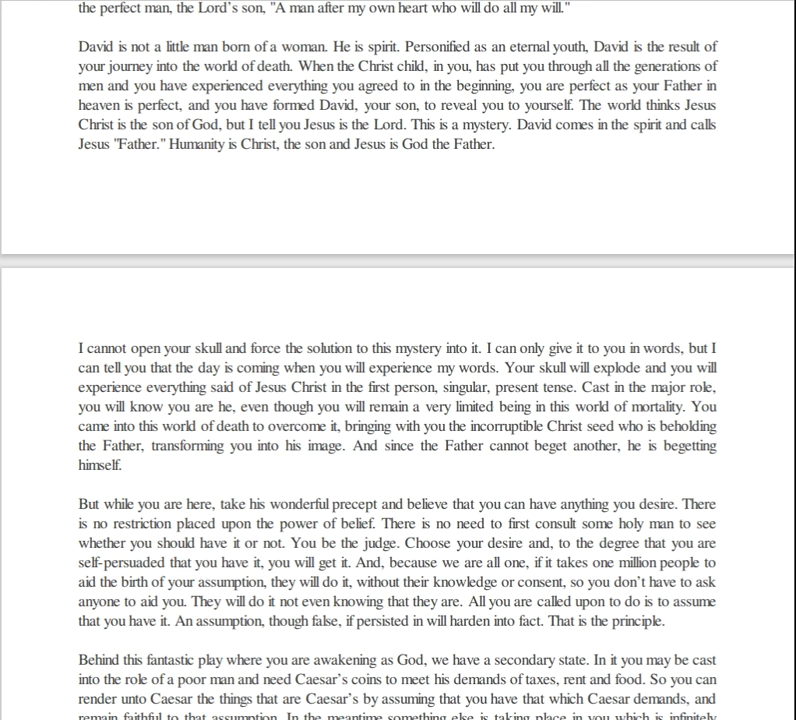 the perfect man, the Lord's son, "A man after my own heart who will do all my will."
David is not a little man born of a woman. He is spirit. Personified as an eternal youth, David is the result of
your journey into the world of death. When the Christ child, in you, has put you through all the generations of
men and you have experienced everything you agreed to in the beginning, you are perfect as your Father in
heaven is perfect, and you have formed David, your son, to reveal you to yourself. The world thinks Jesus
Christ is the son of God, but I tell you Jesus is the Lord. This is a mystery. David comes in the spirit and calls
Jesus "Father." Humanity is Christ, the son and Jesus is God the Father.
I cannot open your skull and force the solution to this mystery into it. I can only give it to you in words, but I
can tell you that the day is coming when you will experience my words. Your skull will explode and you will
experience everything said of Jesus Christ in the first person, singular, present tense. Cast in the major role,
you will know you are he, even though you will remain a very limited being in this world of mortality. You
came into this world of death to overcome it, bringing with you the incorruptible Christ seed who is beholding
the Father, transforming you into his image. And since the Father cannot beget another, he is begetting
himself.
But while you are here, take his wonderful precept and believe that you can have anything you desire. There
is no restriction placed upon the power of belief. There is no need to first consult some holy man to see
whether you should have it or not. You be the judge. Choose your desire and, to the degree that you are
self-persuaded that you have it, you will get it. And, because we are all one, if it takes one million people to
aid the birth of your assumption, they will do it, without their knowledge or consent, so you don't have to ask
anyone to aid you. They will do it not even knowing that they are. All you are called upon to do is to assume
that you have it. An assumption, though false, if persisted in will harden into fact. That is the principle.
Behind this fantastic play where you are awakening as God, we have a secondary state. In it you may be cast
into the role of a poor man and need Caesar's coins to meet his demands of taxes, rent and food. So you can
render unto Caesar the things that are Caesar's by assuming that you have that which Caesar demands, and
remain faithful to that assumption. In the meantime something else is taking place in you which is infinitely